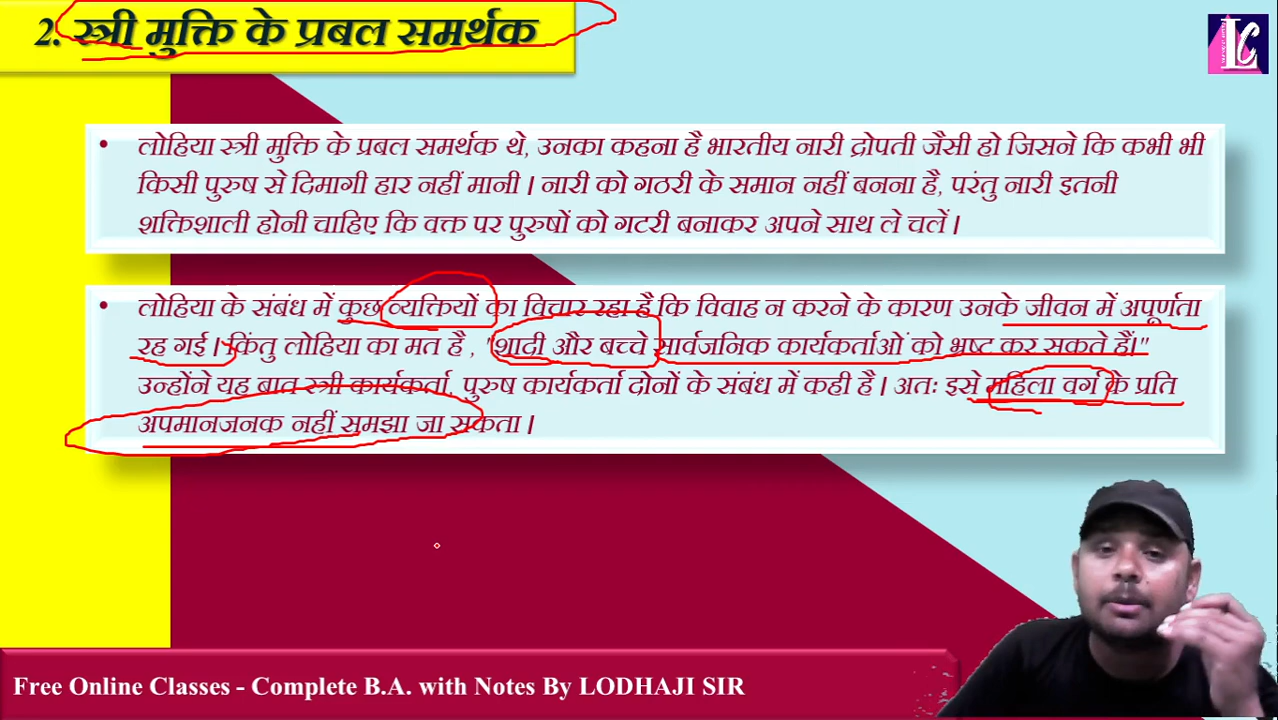 2. स्त्री मुक्ति के प्रबल समर्थक
LC
• लोहिया स्त्री मुक्ति के प्रबल समर्थक थे, उनका कहना है भारतीय नारी द्रोपती जैसी हो जिसने कि कभी भी
किसी पुरुष से दिमागी हार नहीं मानी । नारी को गठरी के समान नहीं बनना है, परंतु नारी इतनी
शक्तिशाली होनी चाहिए कि वक्त पर पुरुषों को गटरी बनाकर अपने साथ ले चलें ।
• लोहिया के संबंध में कुछ व्यक्तियों का विचार रहा है कि विवाह न करने के कारण उनके जीवन में अपूर्णता
रह गई । किंतु लोहिया का मत है , "शादी और बच्चे सार्वजनिक कार्यकर्ताओं को भ्रष्ट कर सकते हैं।"
उन्होंने यह बात स्त्री कार्यकर्ता, पुरुष कार्यकर्ता दोनों के संबंध में कही है । अतः इसे महिला वर्ग के प्रति
अपमानजनक नहीं समझा जा सकता ।
Free Online Classes - Complete B.A. with Notes By LODHAJI SIR